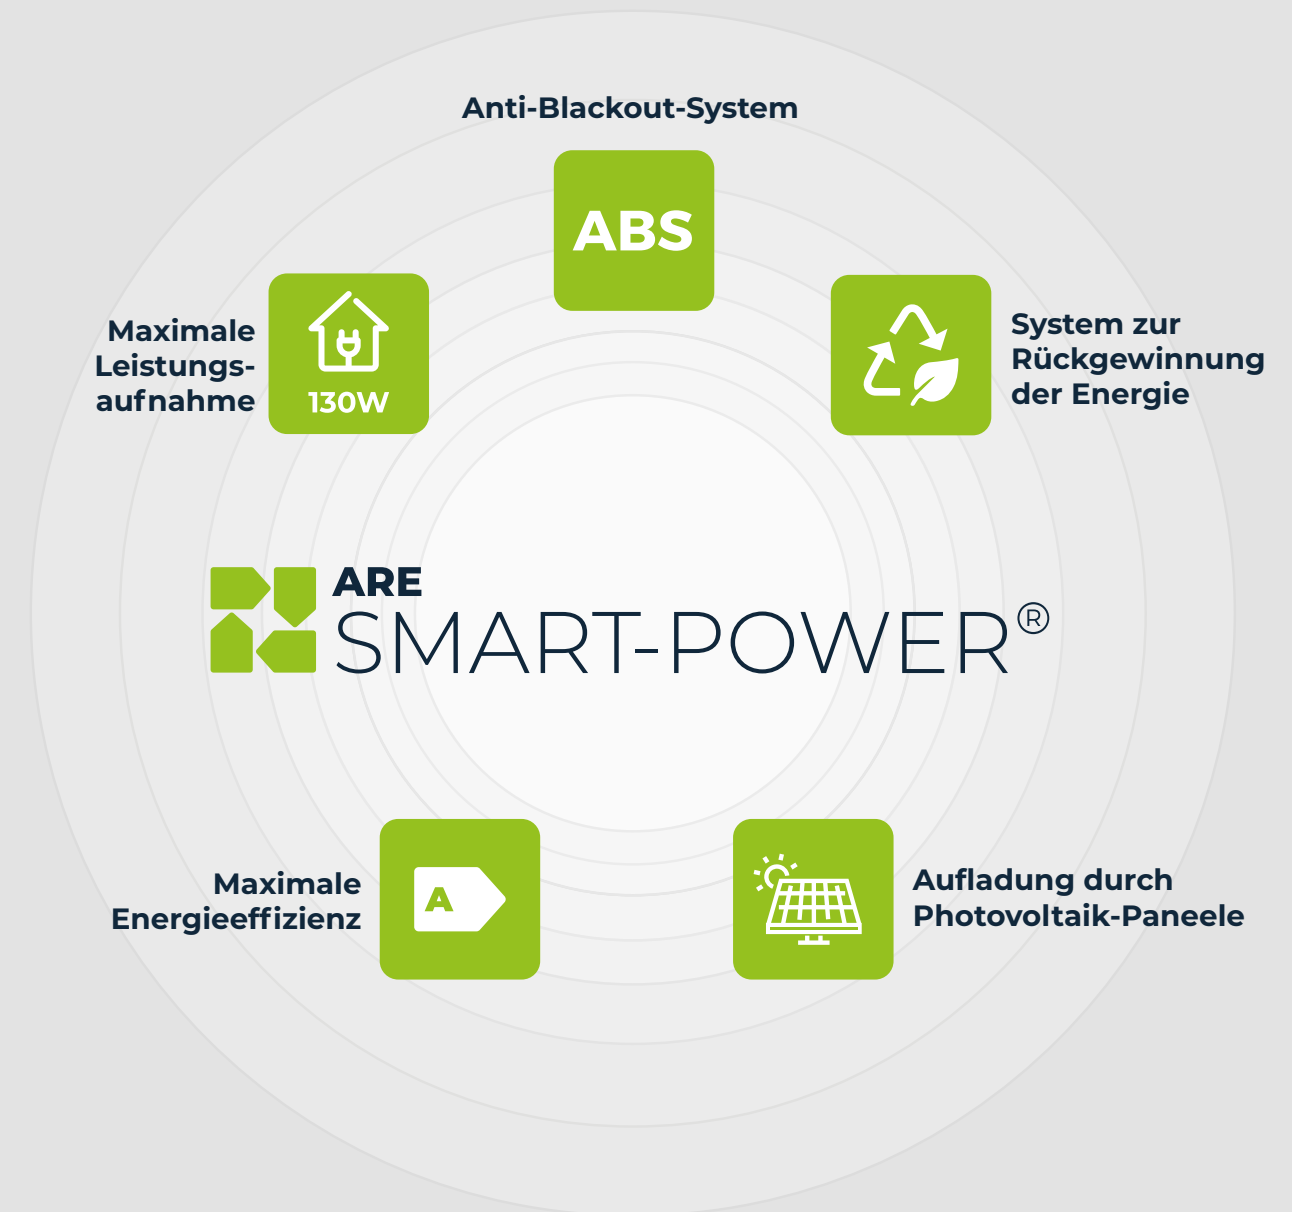 Anti-Blackout-System
ABS
Maximale
Leistungs-
aufnahme
130W
System zur
Rückgewinnung
der Energie
ARE
SMART-POWER®
Maximale
Energieeffizienz
A
Aufladung durch
Photovoltaik-Paneele